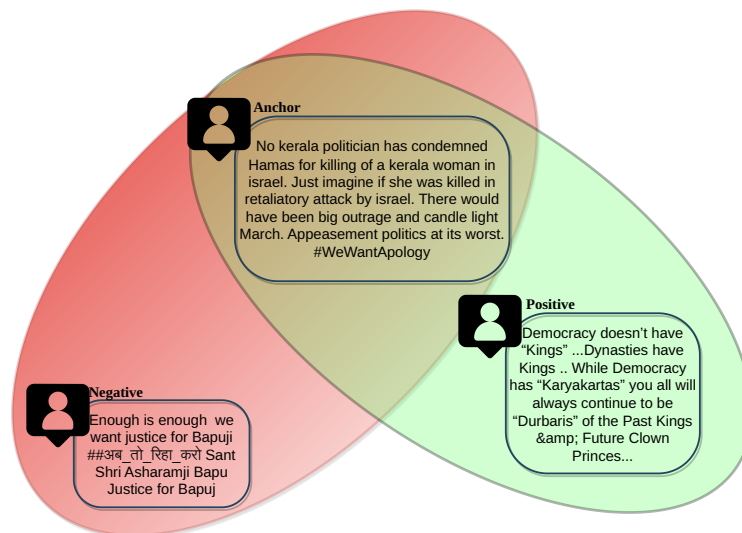 Anchor
No kerala politician has condemned
Hamas for killing of a kerala woman in
israel. Just imagine if she was killed in
retaliatory attack by israel. There would
have been big outrage and candle light
March. Appeasement politics at its worst.
#WeWantApology
Positive
Democracy doesn’t have
“Kings” ...Dynasties have
Kings .. While Democracy
has “Karyakartas” you all will
always continue to be
“Durbaris” of the Past Kings
&amp; Future Clown
Princes...
Negative
Enough is enough we
want justice for Bapuji
##अब_तो_रिहा_करो Sant
Shri Asharamji Bapu
Justice for Bapuj